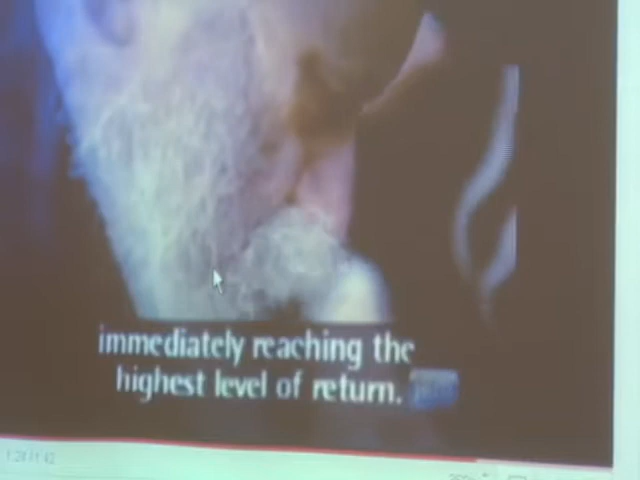 immediately reaching the
highest level of return.